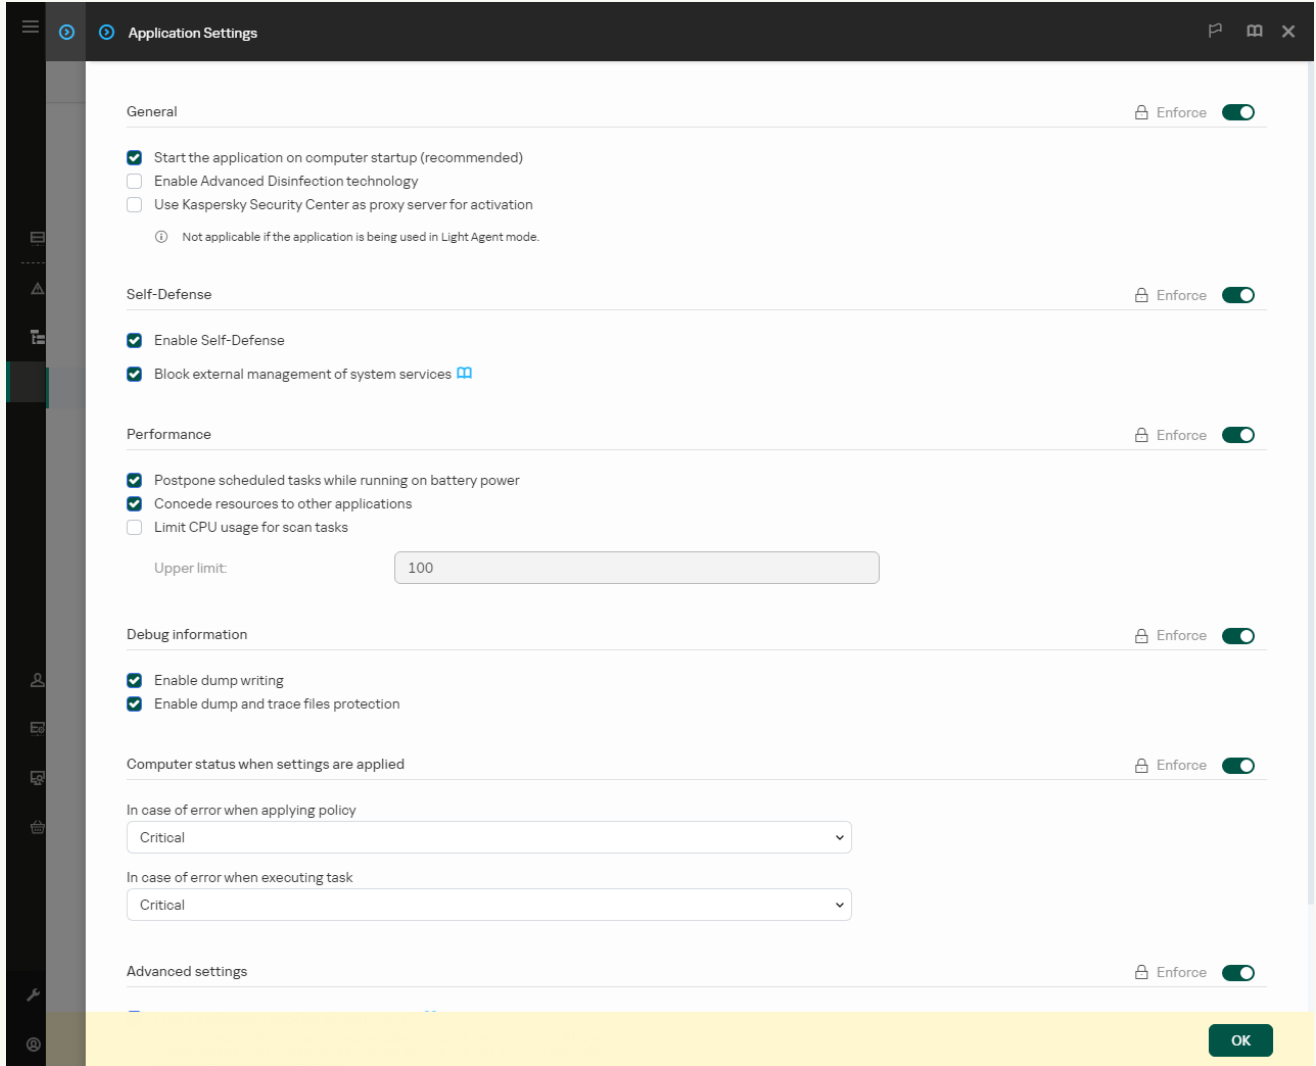 Application Settings
General
Enforce
Start the application on computer startup (recommended)
Enable Advanced Disinfection technology
Use Kaspersky Security Center as proxy server for activation
Not applicable if the application is being used in Light Agent mode.
Self-Defense
Enforce
Enable Self-Defense
Block external management of system services
Performance
Enforce
Postpone scheduled tasks while running on battery power
Concede resources to other applications
Limit CPU usage for scan tasks
Upper limit:
100
Debug information
Enforce
Enable dump writing
Enable dump and trace files protection
Computer status when settings are applied
Enforce
In case of error when applying policy
Critical
In case of error when executing task
Critical
Advanced settings
Enforce
OK